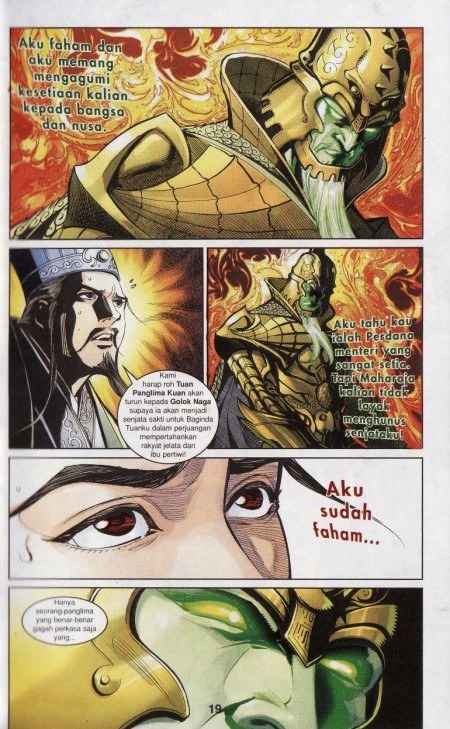 Aku faham dan
aku memang
mengagumi
kesetiaan kalian
kepada bangsa
dan nusa.
Kami
harap roh Tuan
Panglima Kuan akan
turun kepada Golok Naga
supaya ia akan menjadi
senjata sakti untuk Baginda
Tuanku dalam perjuangan
mempertahankan
rakyat jelata dan
ibu pertiwi!
Aku tahu kau
ialah Perdana
menteri yang
sangat setia.
Tapi Maharaja
kalian tidak
layak
menghunus
senjataku!
Aku
sudah
faham...
Hanya
seorang panglima
yang benar-benar
gagah perkasa saja
yang...
19